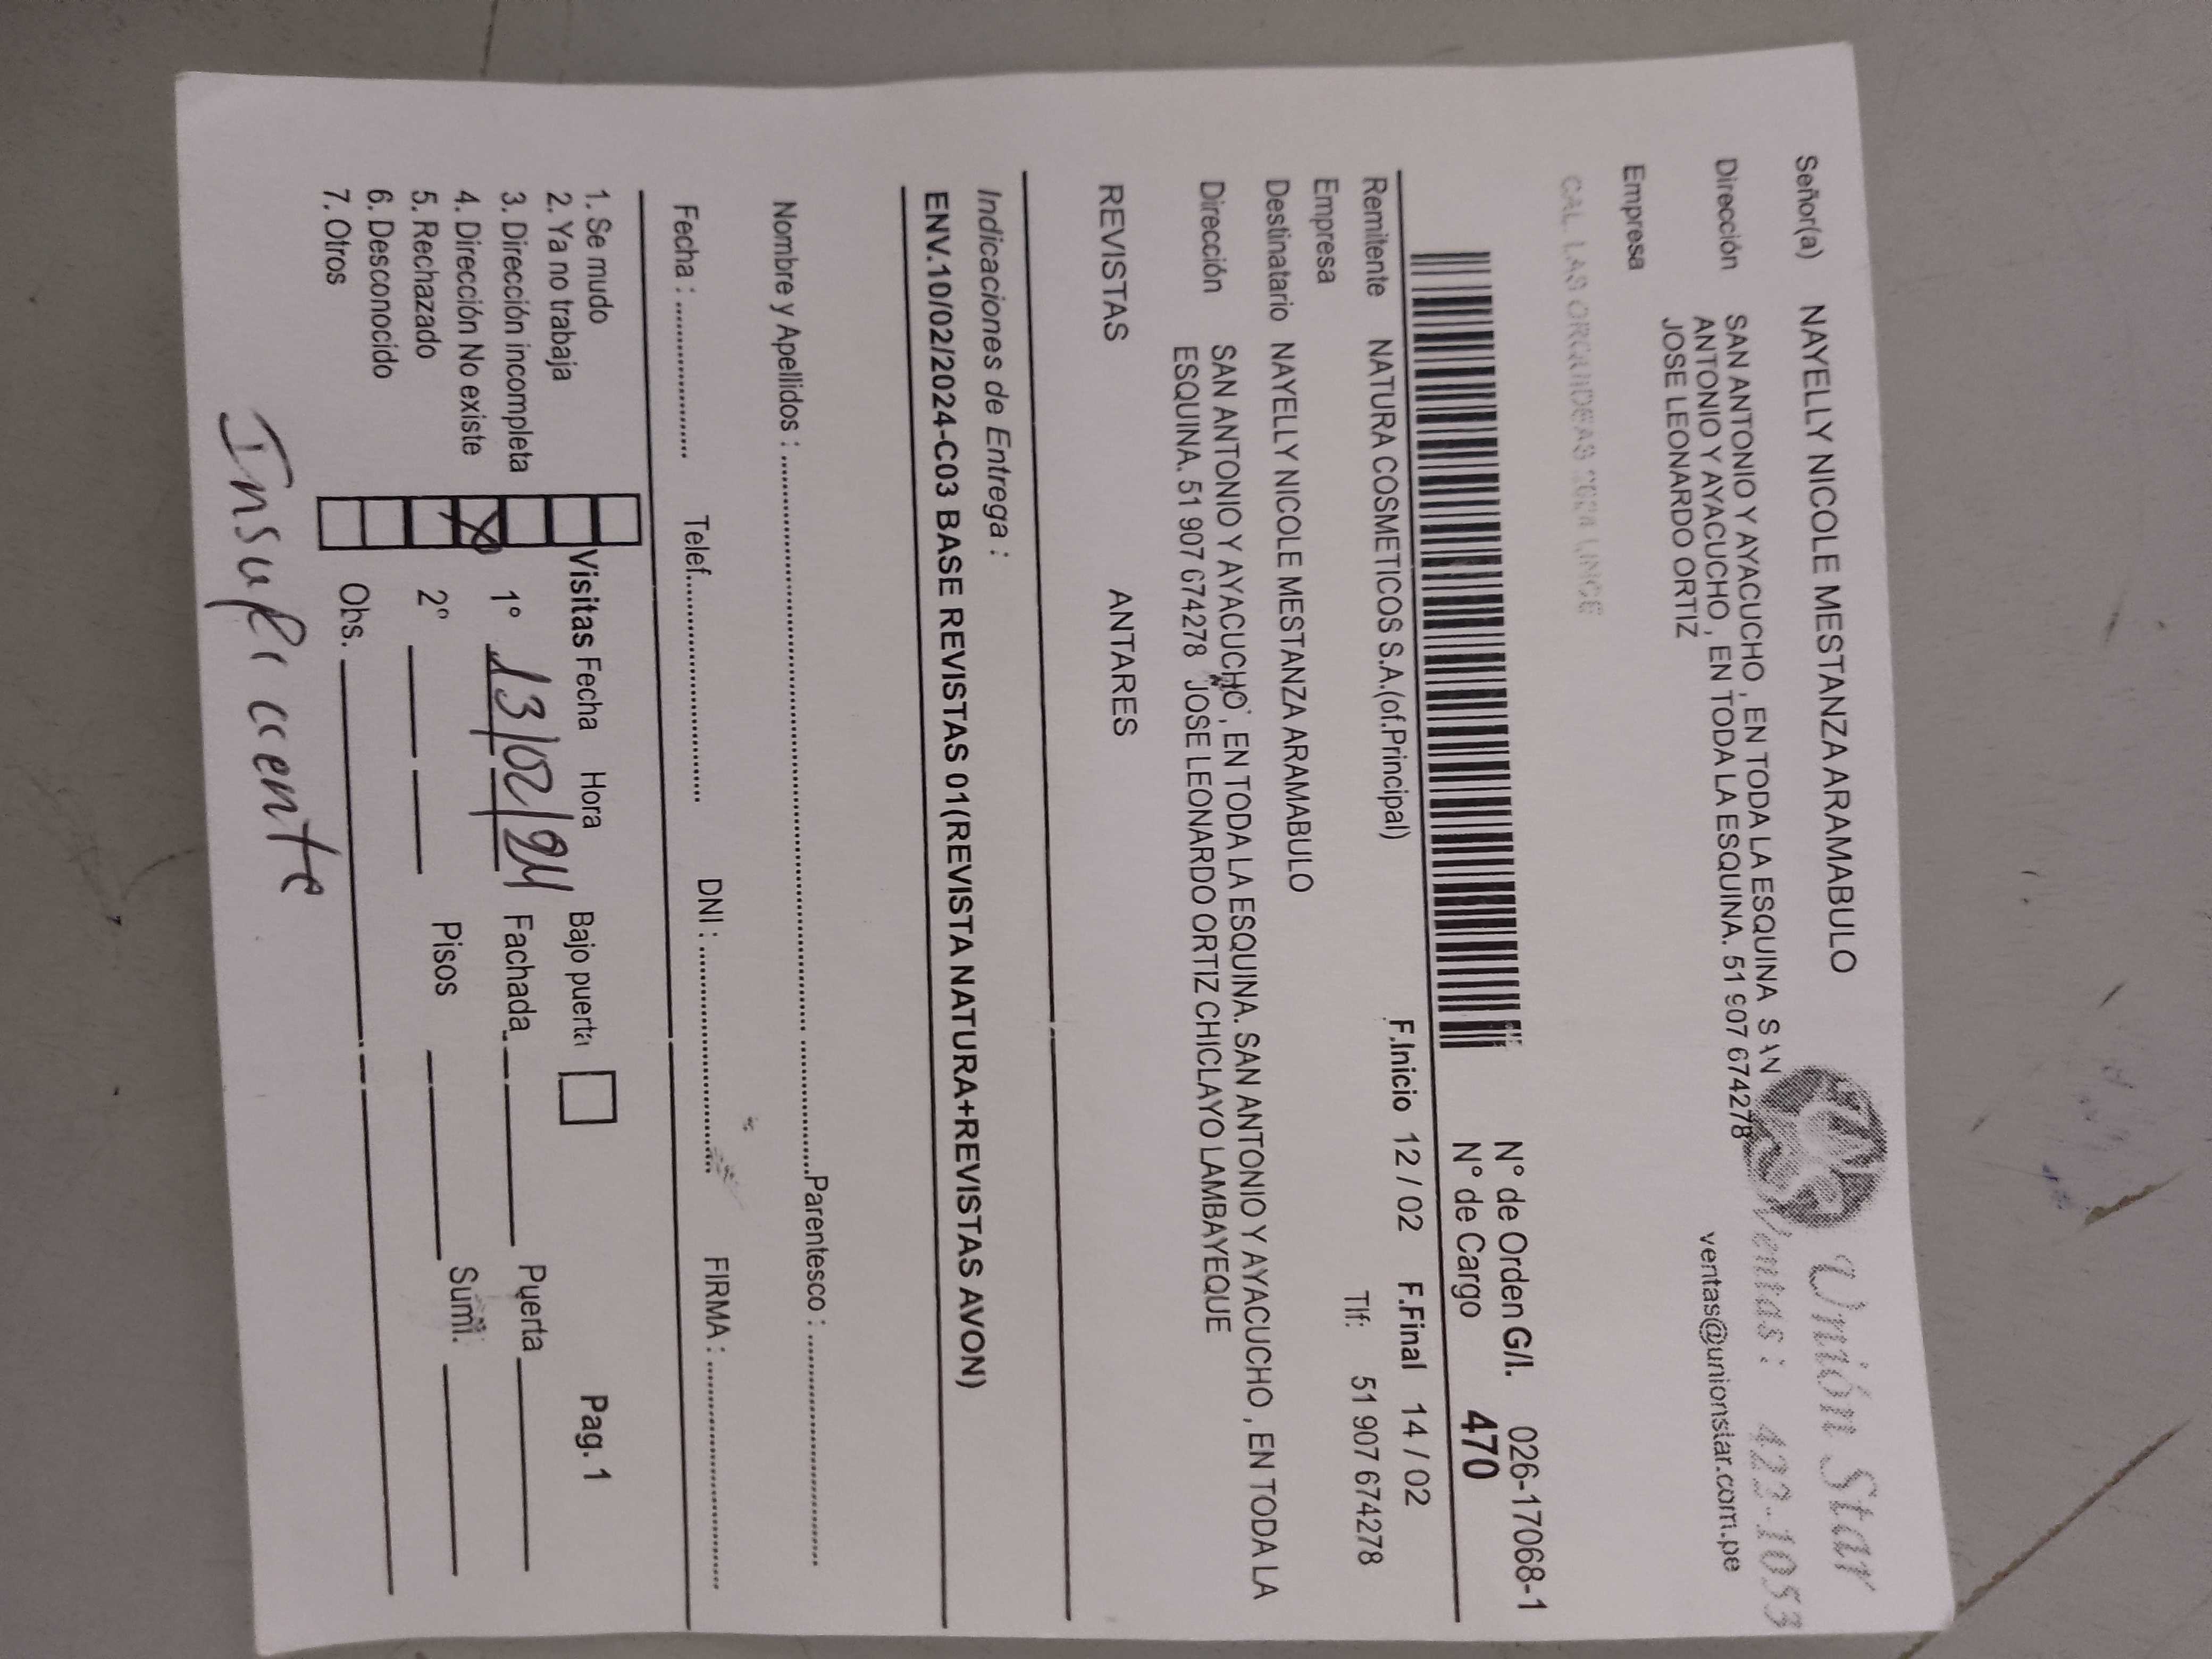 Señor(a) NAYELLY NICOLE MESTANZA ARAMABULO
Unión Star
Dirección SAN ANTONIO Y AYACUCHO , EN TODA LA ESQUINA SAN
ANTONIO Y AYACUCHO , EN TODA LA ESQUINA. 51 907 674278
JOSE LEONARDO ORTIZ
Ventas: 422-1053
ventas@unionstar.com.pe
Empresa
CAL. LAS ORQUIDEAS LINCE
N° de Orden G/I. 026-17068-1
N° de Cargo 470
Remitente NATURA COSMETICOS S.A.(of.Principal) F.Inicio 12 / 02 F.Final 14 / 02
Empresa Tlf: 51 907 674278
Destinatario NAYELLY NICOLE MESTANZA ARAMABULO
Dirección SAN ANTONIO Y AYACUCHO , EN TODA LA ESQUINA. SAN ANTONIO Y AYACUCHO , EN TODA LA
ESQUINA. 51 907 674278 JOSE LEONARDO ORTIZ CHICLAYO LAMBAYEQUE
REVISTAS ANTARES
Indicaciones de Entrega :
ENV.10/02/2024-C03 BASE REVISTAS 01(REVISTA NATURA+REVISTAS AVON)
Nombre y Apellidos : Parentesco :
Fecha : Telef. DNI : FIRMA :
1. Se mudo
2. Ya no trabaja Visitas Fecha Hora Bajo puerta Pag. 1
3. Dirección incompleta 1° 13/02/24 Fachada Puerta
4. Dirección No existe X
5. Rechazado 2° Pisos Sumi.
6. Desconocido
7. Otros Obs.
Insuficiente